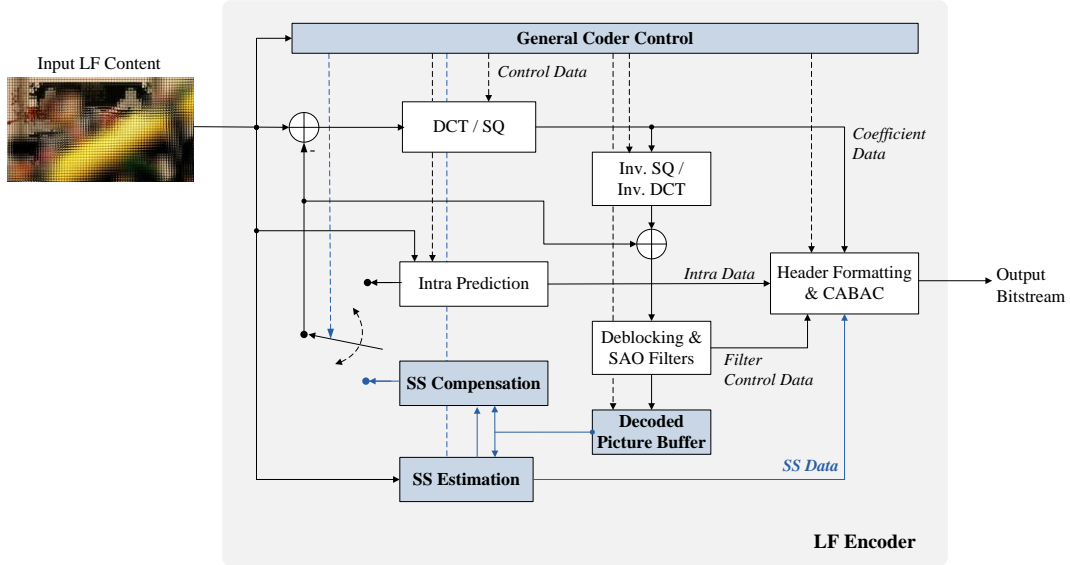 General Coder Control
Input LF Content
Control Data
DCT / SQ
Coefficient
Data
-
Inv. SQ /
Inv. DCT
Intra Prediction
Intra Data
Header Formatting
& CABAC
Output
Bitstream
Deblocking &
SAO Filters
Filter
Control Data
SS Compensation
Decoded
Picture Buffer
SS Estimation
SS Data
LF Encoder